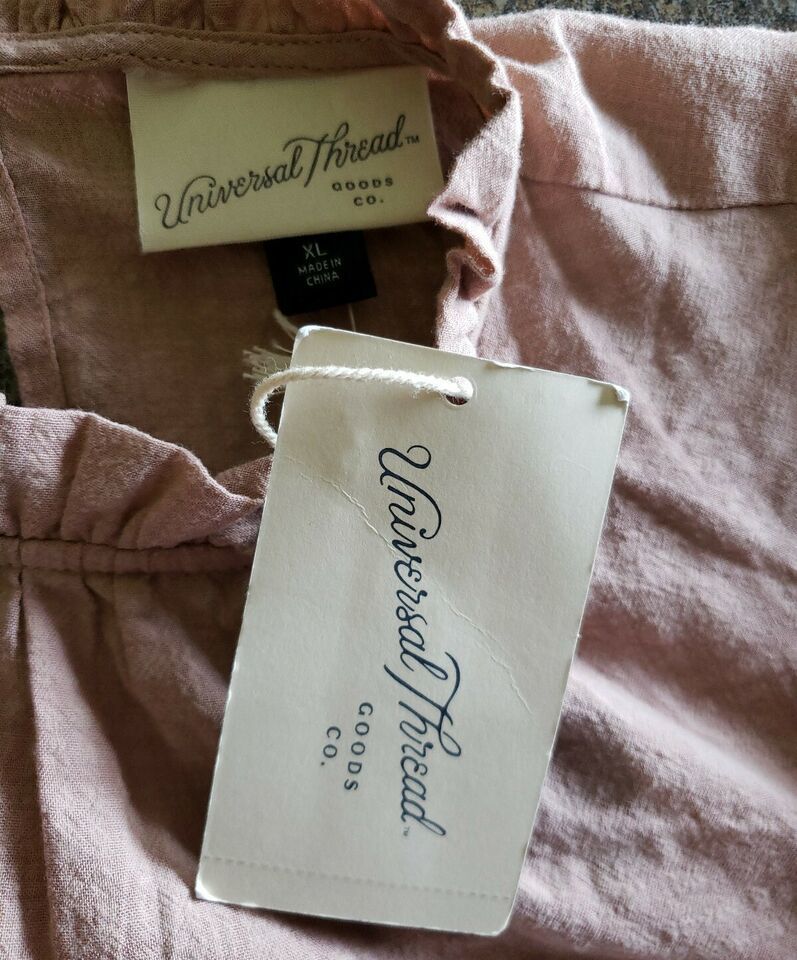 Universal Thread™
GOODS
CO.
XL
MADE IN
CHINA
Universal Thread™
GOODS
CO.